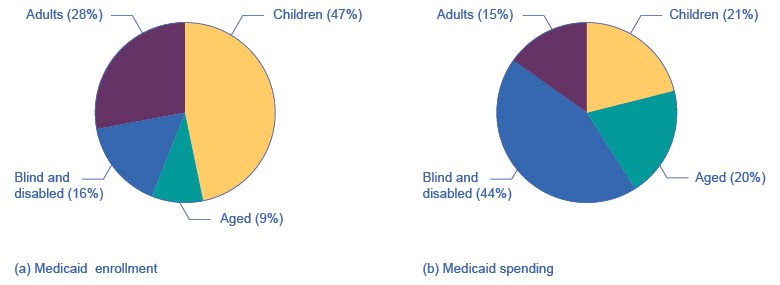 Adults (28%)
Children (47%)
Blind and
disabled (16%)
Aged (9%)
(a) Medicaid enrollment
Adults (15%)
Children (21%)
Blind and
disabled (44%)
Aged (20%)
(b) Medicaid spending